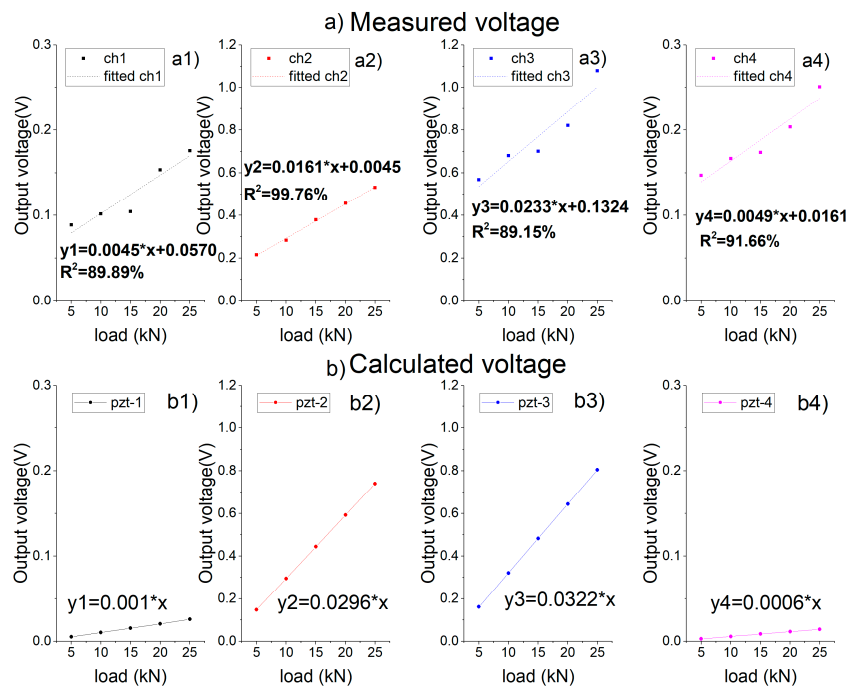 a) Measured voltage
Output voltage(V)
0.3
0.2
0.1
0.0
ch1
fitted ch1
a1)
y1=0.0045*x+0.0570
R²=89.89%
5 10 15 20 25
load (kN)
Output voltage(V)
1.2
1.0
0.8
0.6
0.4
0.2
0.0
ch2
fitted ch2
a2)
y2=0.0161*x+0.0045
R²=99.76%
5 10 15 20 25
load (kN)
Output voltage(V)
1.2
1.0
0.8
0.6
0.4
0.2
0.0
ch3
fitted ch3
a3)
y3=0.0233*x+0.1324
R²=89.15%
5 10 15 20 25
load (kN)
Output voltage(V)
0.3
0.2
0.1
0.0
ch4
fitted ch4
a4)
y4=0.0049*x+0.0161
R²=91.66%
5 10 15 20 25
load (kN)
b) Calculated voltage
Output voltage(V)
0.3
0.2
0.1
0.0
pzt-1
b1)
y1=0.001*x
5 10 15 20 25
load (kN)
Output voltage(V)
1.2
1.0
0.8
0.6
0.4
0.2
0.0
pzt-2
b2)
y2=0.0296*x
5 10 15 20 25
load (kN)
Output voltage(V)
1.2
1.0
0.8
0.6
0.4
0.2
0.0
pzt-3
b3)
y3=0.0322*x
5 10 15 20 25
load (kN)
Output voltage(V)
0.3
0.2
0.1
0.0
pzt-4
b4)
y4=0.0006*x
5 10 15 20 25
load (kN)